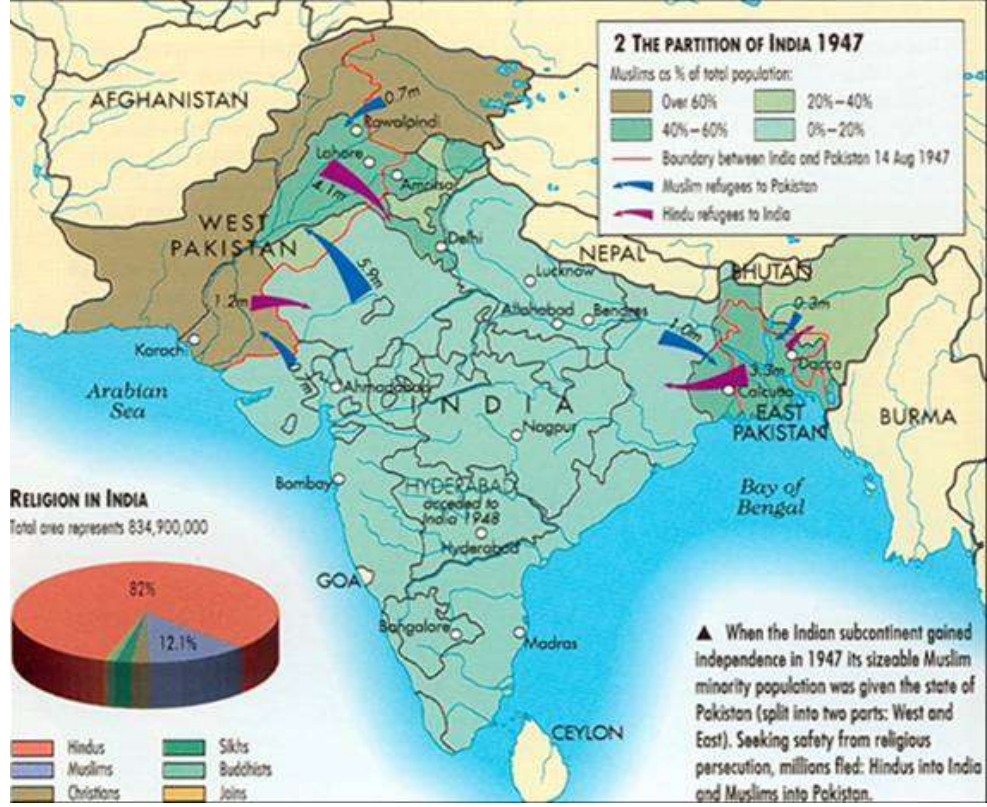 2 THE PARTITION OF INDIA 1947
Muslims as % of total population:
Over 60%
20%–40%
40%–60%
0%–20%
Boundary between India and Pakistan 14 Aug 1947
Muslim refugees to Pakistan
Hindu refugees to India
AFGHANISTAN
0.7m
Rawalpindi
Lahore
4.1m
Amritsar
WEST
PAKISTAN
Delhi
NEPAL
BHUTAN
5.9m
Lucknow
1.2m
Allahabad
Benares
0.3m
1.0m
Karachi
Dacca
3.3m
Arabian
Sea
Ahmadabad
Calcutta
INDIA
EAST
PAKISTAN
BURMA
Nagpur
Bombay
HYDERABAD
acceded to
India 1948
Bay of
Bengal
Hyderabad
GOA
Bangalore
Madras
CEYLON
RELIGION IN INDIA
Total area represents 834,900,000
82%
12.1%
Hindus
Sikhs
Muslims
Buddhists
Christians
Jains
▲ When the Indian subcontinent gained
independence in 1947 its sizeable Muslim
minority population was given the state of
Pakistan (split into two parts: West and
East). Seeking safety from religious
persecution, millions fled: Hindus into India
and Muslims into Pakistan.